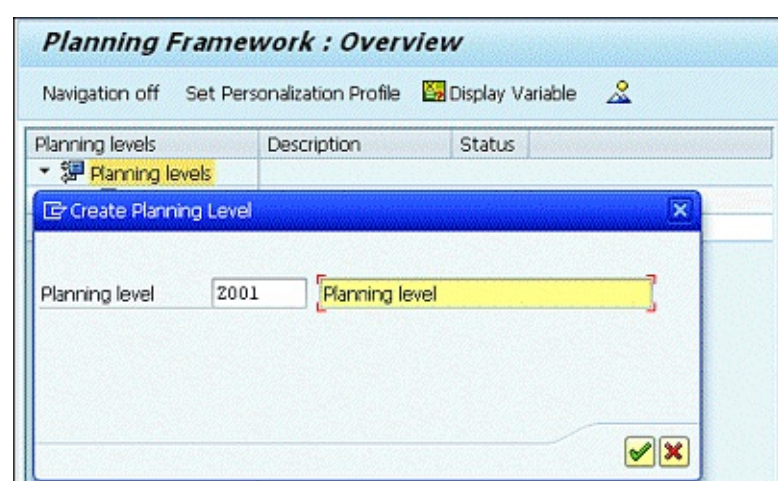 Planning Framework : Overview
Navigation off Set Personalization Profile Display Variable
Planning levels Description Status
Planning levels
Create Planning Level
Planning level Z001 Planning level